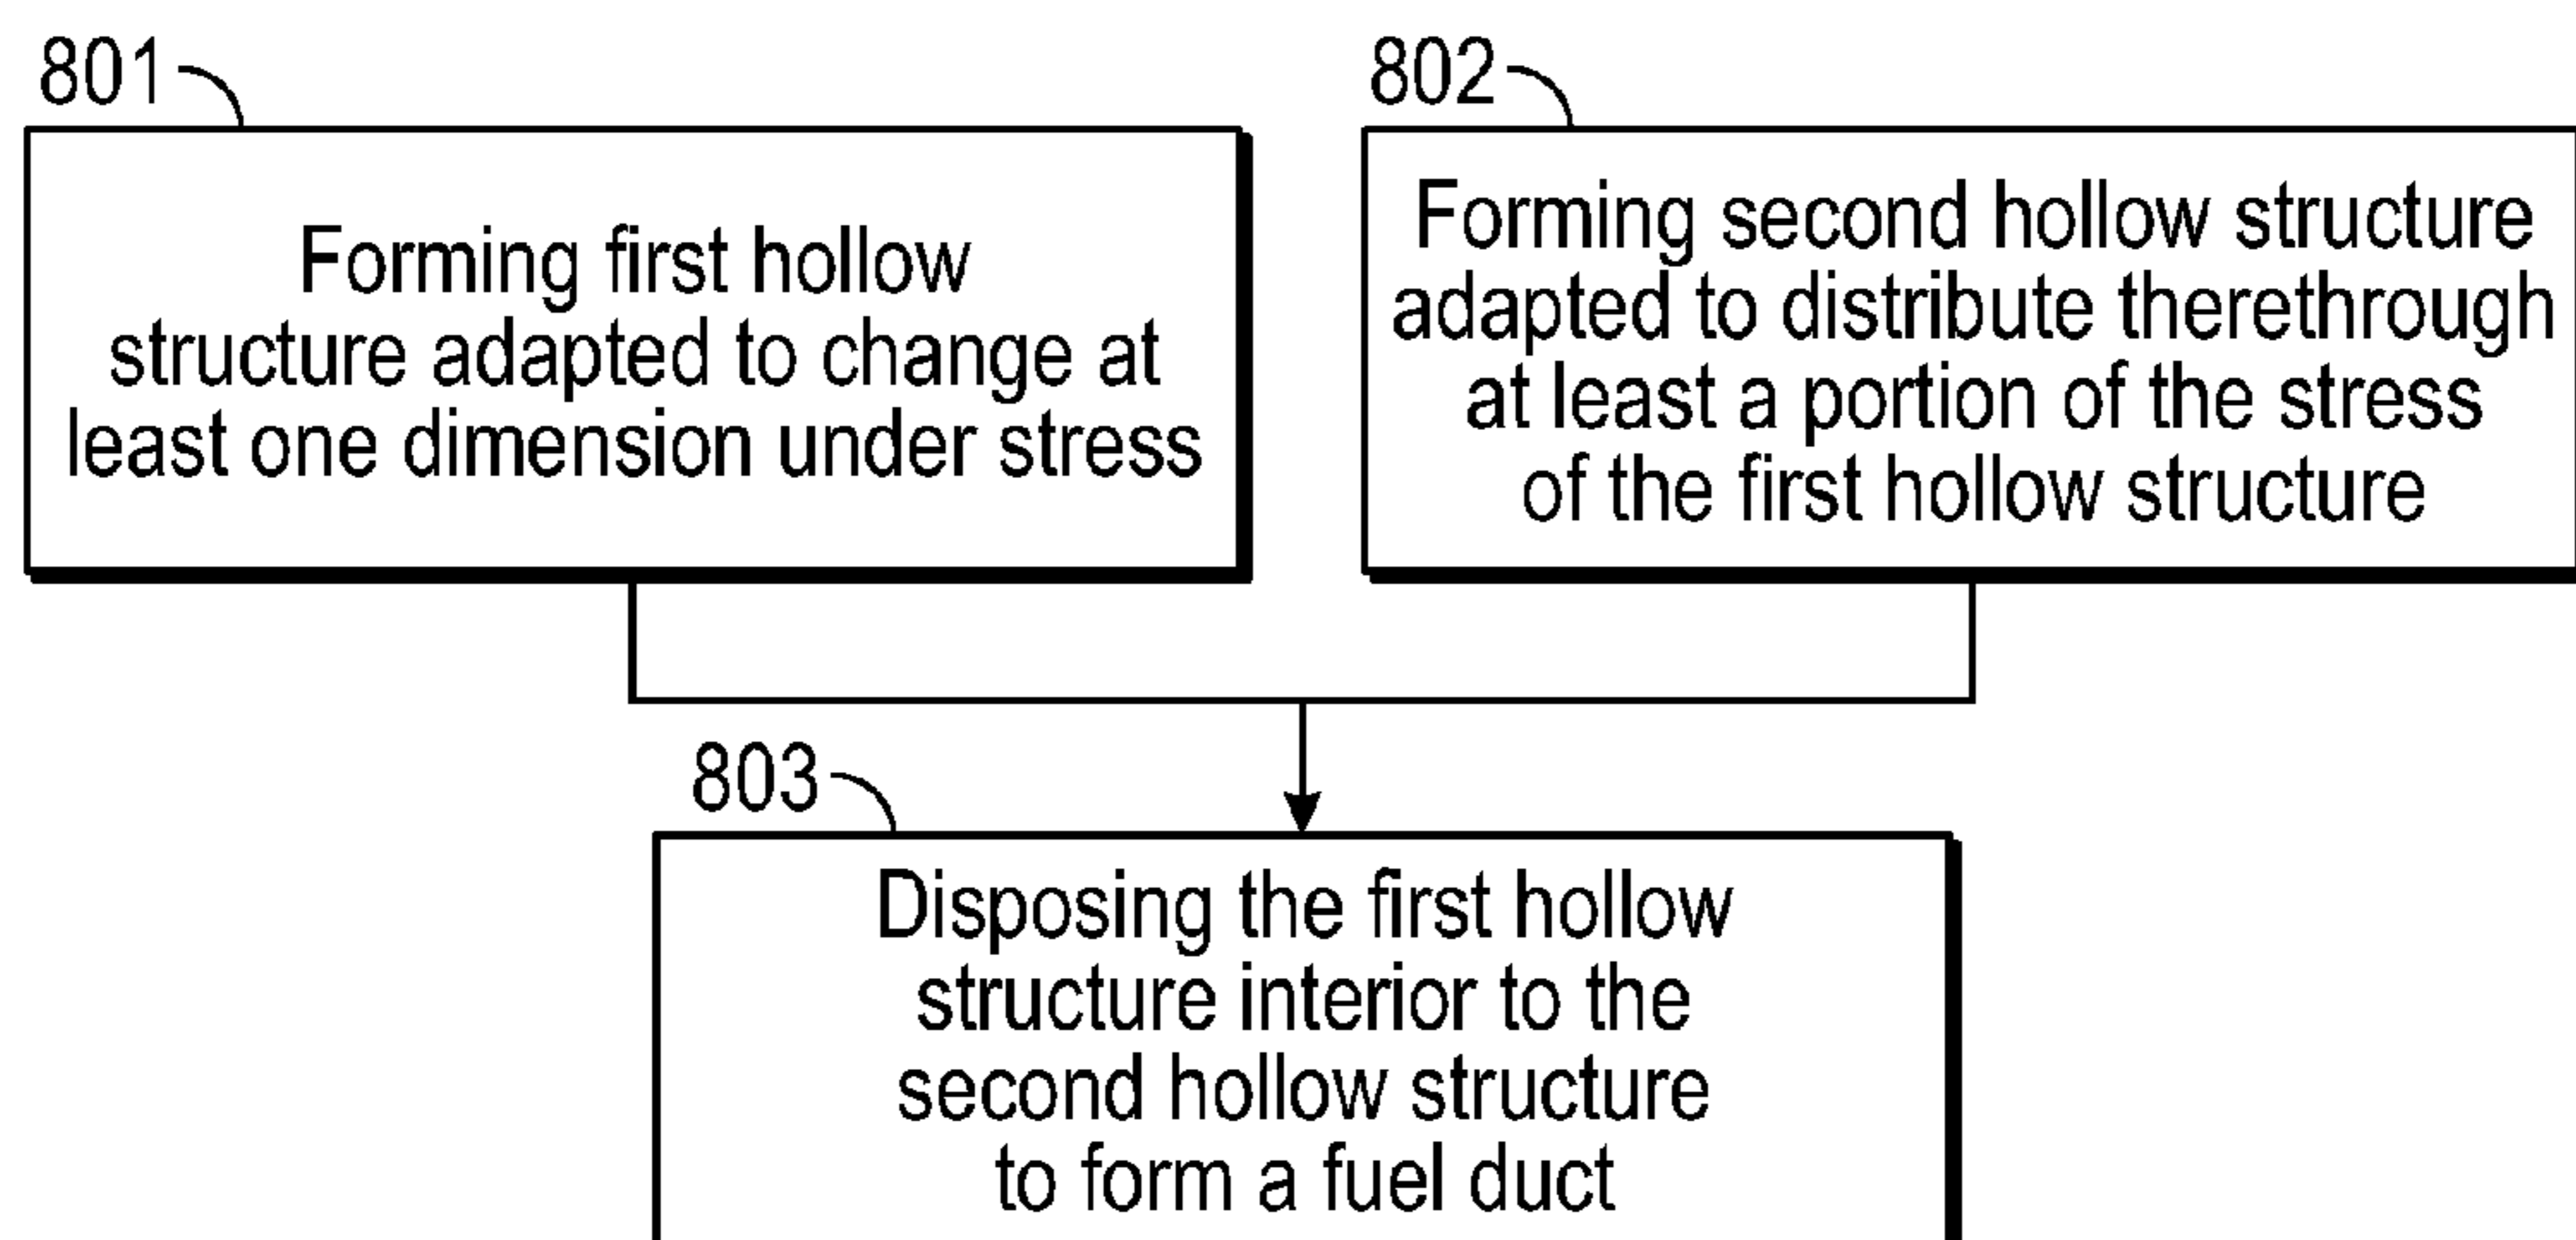 801
Forming first hollow
structure adapted to change at
least one dimension under stress
802
Forming second hollow structure
adapted to distribute therethrough
at least a portion of the stress
of the first hollow structure
803
Disposing the first hollow
structure interior to the
second hollow structure
to form a fuel duct